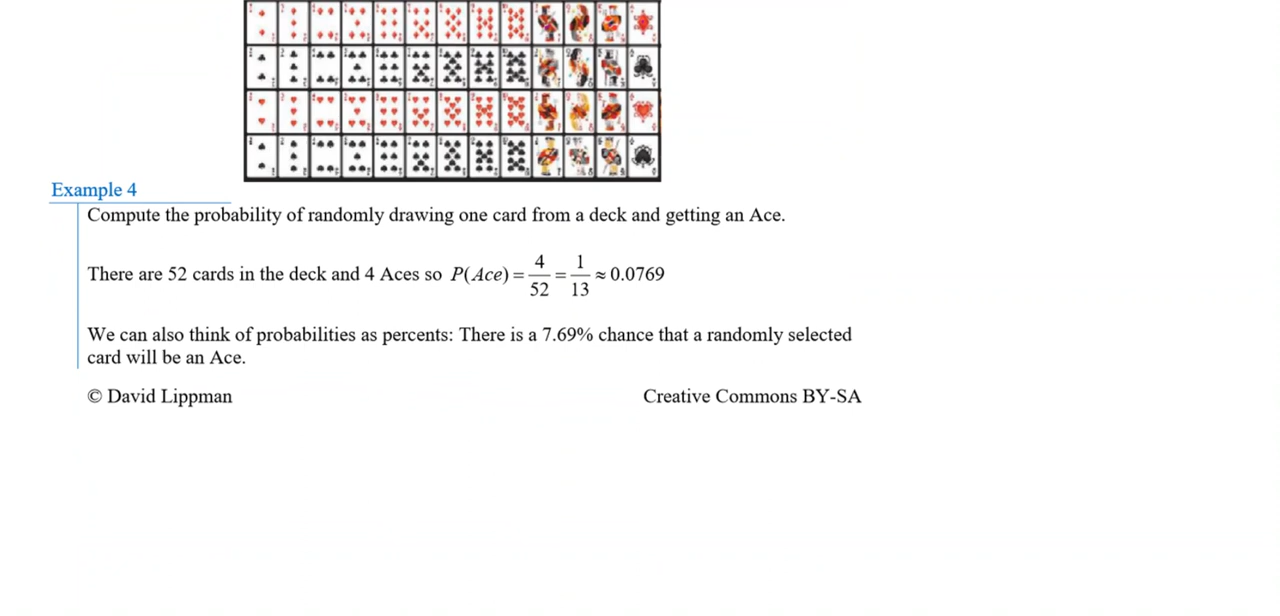 Example 4
Compute the probability of randomly drawing one card from a deck and getting an Ace.
There are 52 cards in the deck and 4 Aces so P(Ace) = 4/52 = 1/13 ≈ 0.0769
We can also think of probabilities as percents: There is a 7.69% chance that a randomly selected
card will be an Ace.
© David Lippman Creative Commons BY-SA